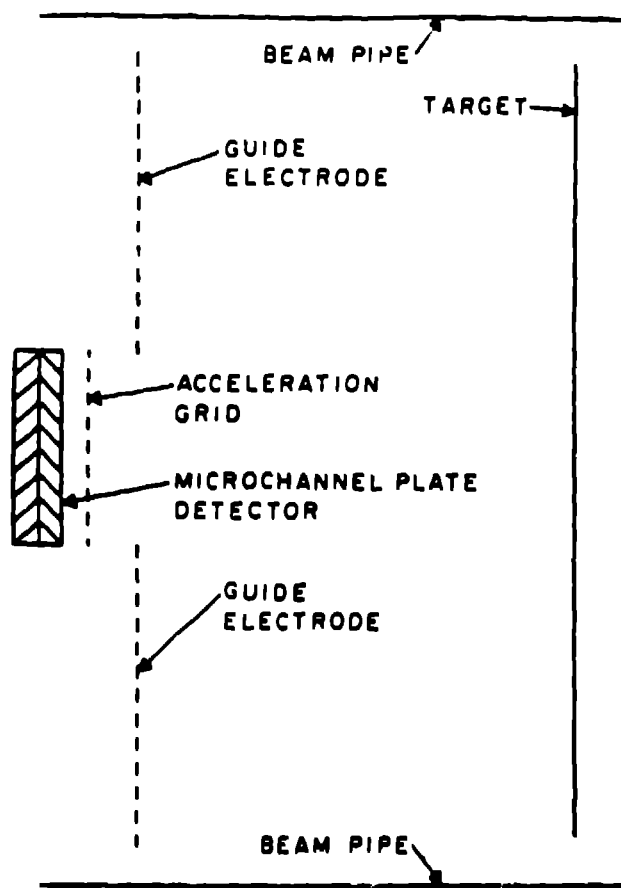 BEAM PIPE
TARGET
GUIDE
ELECTRODE
ACCELERATION
GRID
MICROCHANNEL PLATE
DETECTOR
GUIDE
ELECTRODE
BEAM PIPE